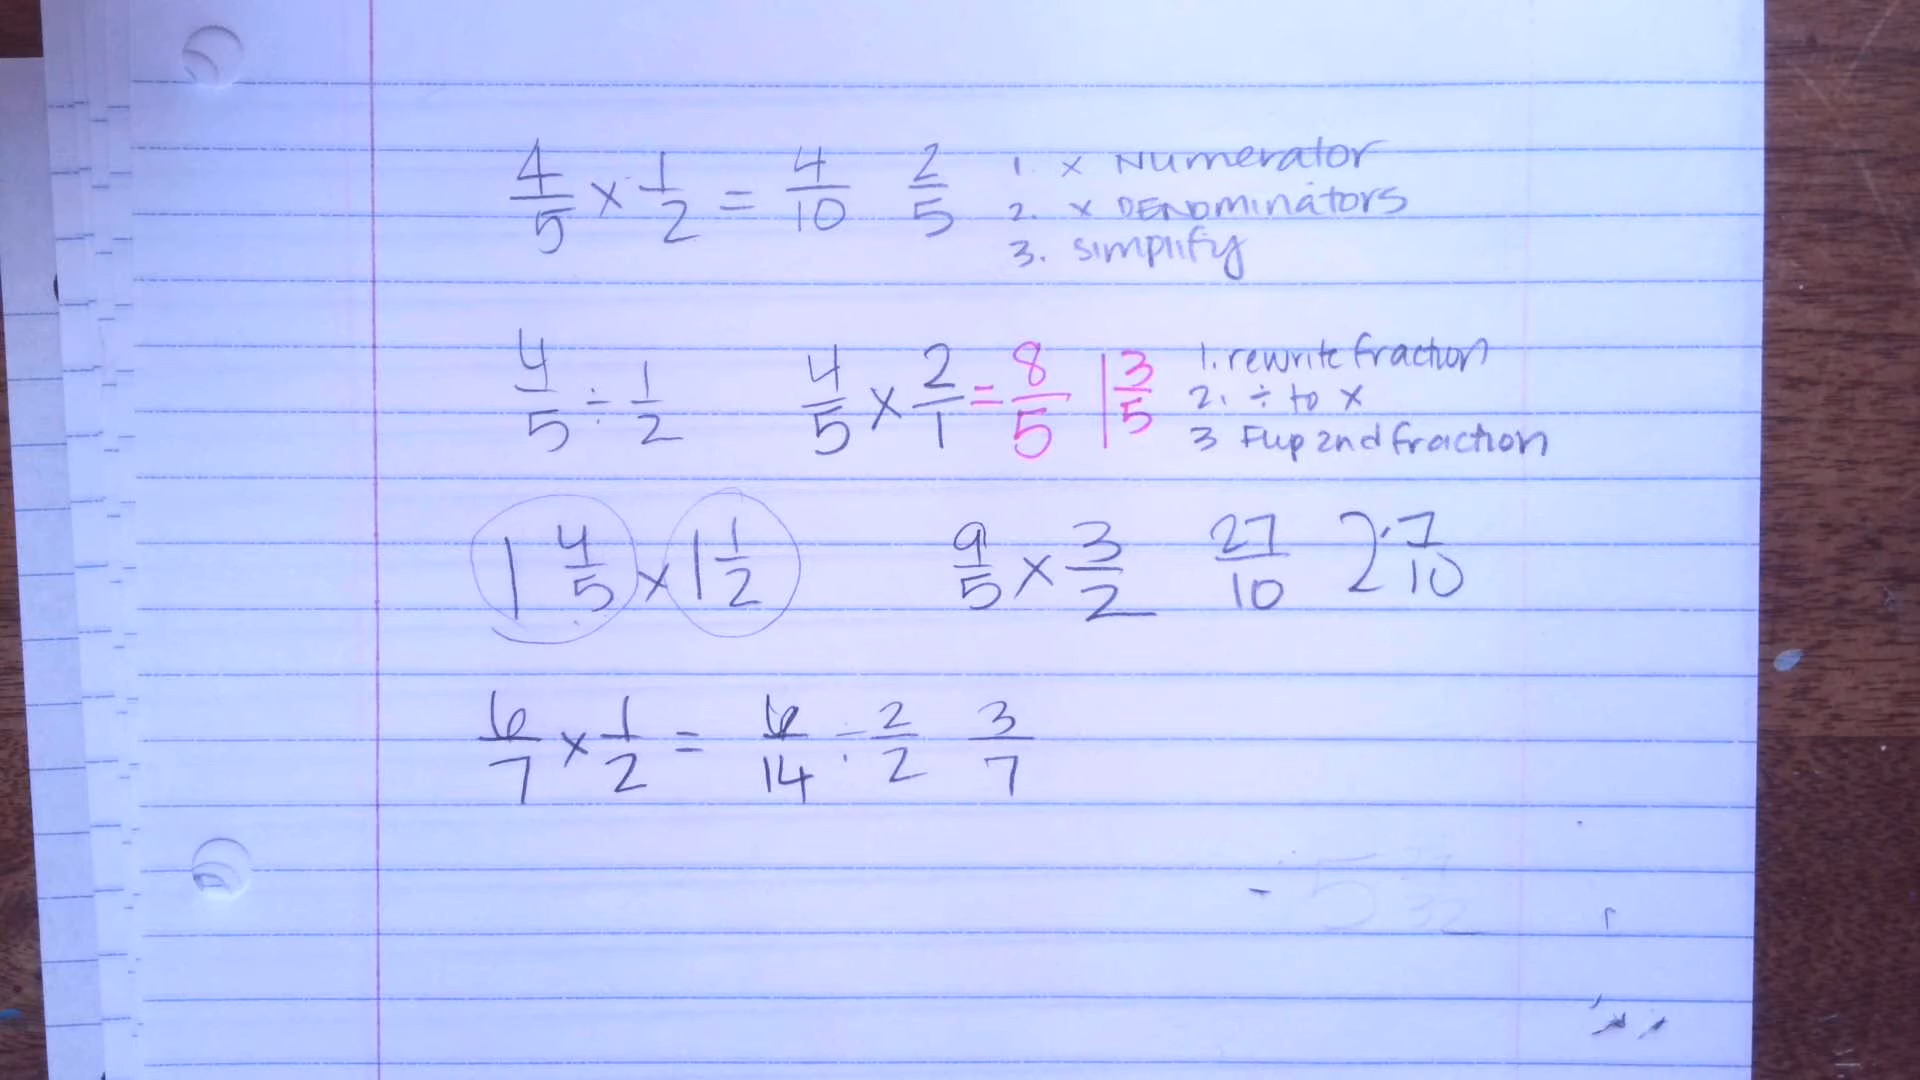 4/5 × 1/2 = 4/10 2/5
1. × Numerator
2. × DENOminators
3. simplify
4/5 ÷ 1/2 4/5 × 2/1 = 8/5 1 3/5
1. rewrite fraction
2. ÷ to ×
3 Flip 2nd fraction
1 4/5 × 1 1/2 9/5 × 3/2 27/10 2 7/10
6/7 × 1/2 = 6/14 ÷ 2/2 3/7